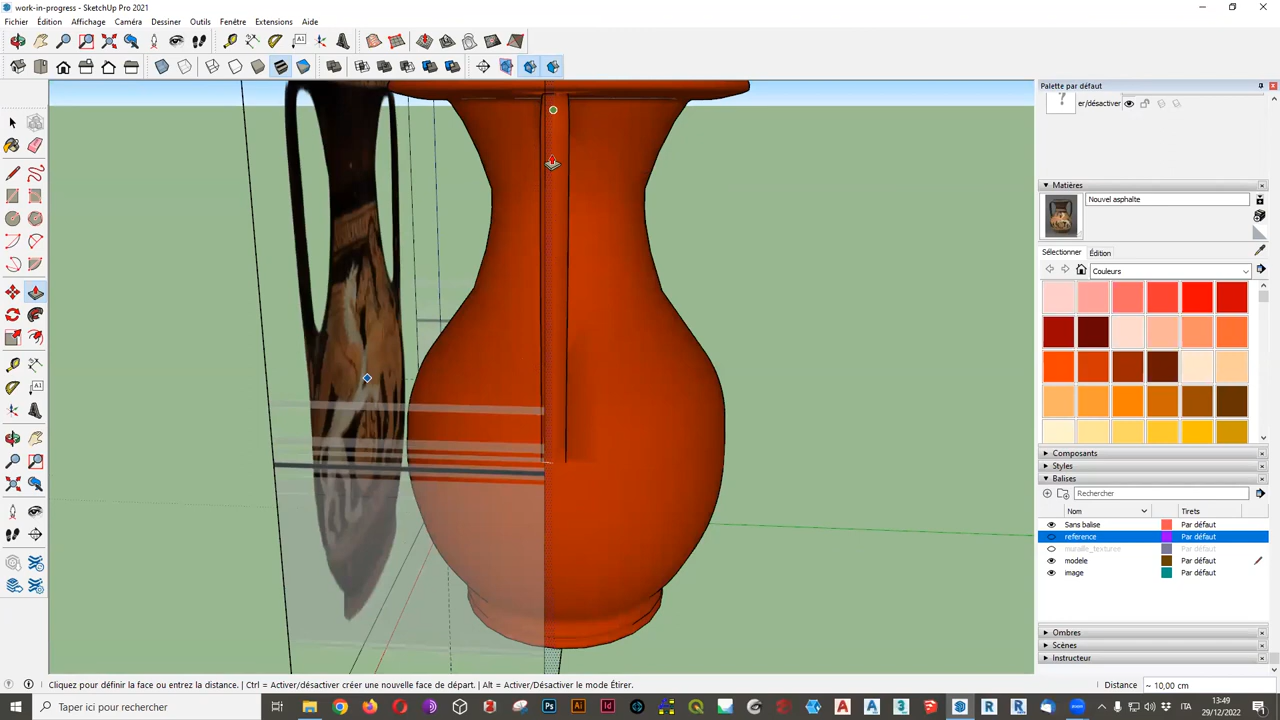 work-in-progress - SketchUp Pro 2021
Fichier Édition Affichage Caméra Dessiner Outils Fenêtre Extensions Aide
Palette par défaut
er/désactiver
Matières
Nouvel asphalte
Sélectionner Édition
Couleurs
Composants
Styles
Balises
Rechercher
Nom Tirets
Sans balise Par défaut
reference Par défaut
muraille_texturee Par défaut
modele Par défaut
image Par défaut
Ombres
Scènes
Instructeur
Cliquez pour définir la face ou entrez la distance. | Ctrl = Activer/désactiver créer une nouvelle face de départ. | Alt = Activer/Désactiver le mode Étirer.
Distance ~ 10,00 cm
Taper ici pour rechercher
13:49
29/12/2022